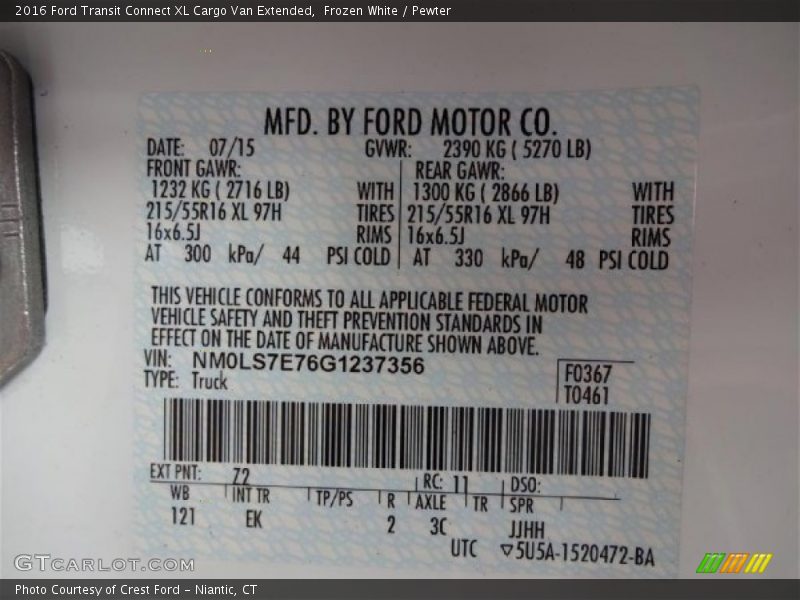 2016 Ford Transit Connect XL Cargo Van Extended, Frozen White / Pewter
MFD. BY FORD MOTOR CO.
DATE: 07/15 GVWR: 2390 KG ( 5270 LB)
FRONT GAWR: REAR GAWR:
1232 KG ( 2716 LB) WITH 1300 KG ( 2866 LB) WITH
215/55R16 XL 97H TIRES 215/55R16 XL 97H TIRES
16x6.5J RIMS 16x6.5J RIMS
AT 300 kPa/ 44 PSI COLD AT 330 kPa/ 48 PSI COLD
THIS VEHICLE CONFORMS TO ALL APPLICABLE FEDERAL MOTOR
VEHICLE SAFETY AND THEFT PREVENTION STANDARDS IN
EFFECT ON THE DATE OF MANUFACTURE SHOWN ABOVE.
VIN: NM0LS7E76G1237356
TYPE: Truck
F0367
T0461
EXT PNT: Z2 RC: 11 DSO:
WB INT TR TP/PS R AXLE TR SPR
121 EK 2 3C JJHH
UTC ▽5U5A-1520472-BA
GTCARLOT.COM
Photo Courtesy of Crest Ford - Niantic, CT